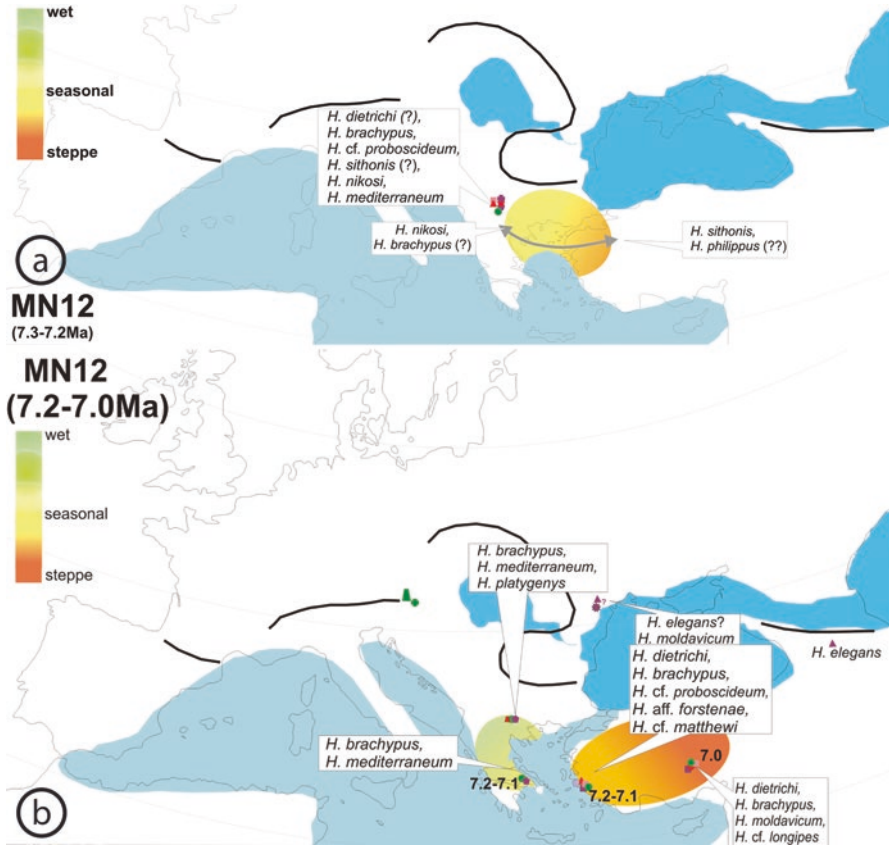 wet
seasonal
steppe
H. dietrichi (?),
H. brachypus,
H. cf. proboscideum,
H. sithonis (?),
H. nikosi,
H. mediterraneum
H. nikosi,
H. brachypus (?)
H. sithonis,
H. philippus (??)
a
MN12
(7.3-7.2Ma)
MN12
(7.2-7.0Ma)
wet
seasonal
steppe
H. brachypus,
H. mediterraneum,
H. platygenys
?
H. elegans?
H. moldavicum
H. elegans
H. dietrichi,
H. brachypus,
H. cf. proboscideum,
H. aff. forstenae,
H. cf. matthewi
H. brachypus,
H. mediterraneum
7.2-7.1
7.2-7.1
7.0
H. dietrichi,
H. brachypus,
H. moldavicum,
H. cf. longipes
b